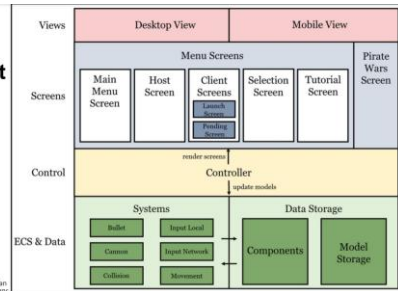 Views
Desktop View
Mobile View
Menu Screens
Pirate
Wars
Screen
Screens
Main
Menu
Screen
Host
Screen
Client
Screens
Launch
Screen
Pending
Screen
Selection
Screen
Tutorial
Screen
render screens
Control
Controller
update models
Systems
Data Storage
ECS & Data
Bullet
Input Local
Cannon
Input Network
Collision
Movement
Components
Model
Storage